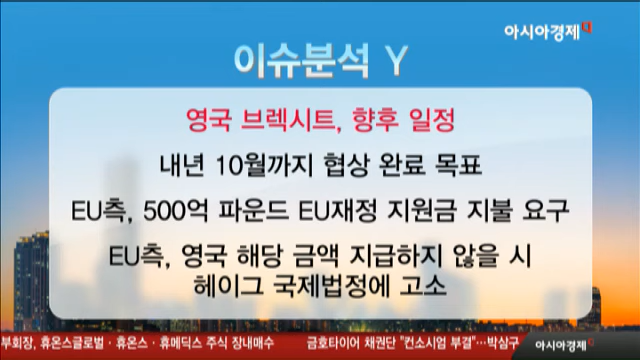 아시아경제
이슈분석 Y
영국 브렉시트, 향후 일정
내년 10월까지 협상 완료 목표
EU측, 500억 파운드 EU재정 지원금 지불 요구
EU측, 영국 해당 금액 지급하지 않을 시
헤이그 국제법정에 고소
부회장, 휴온스글로벌·휴온스·휴메딕스 주식 장내매수 금호타이어 채권단 "컨소시엄 부결"…박삼구 아시아경제